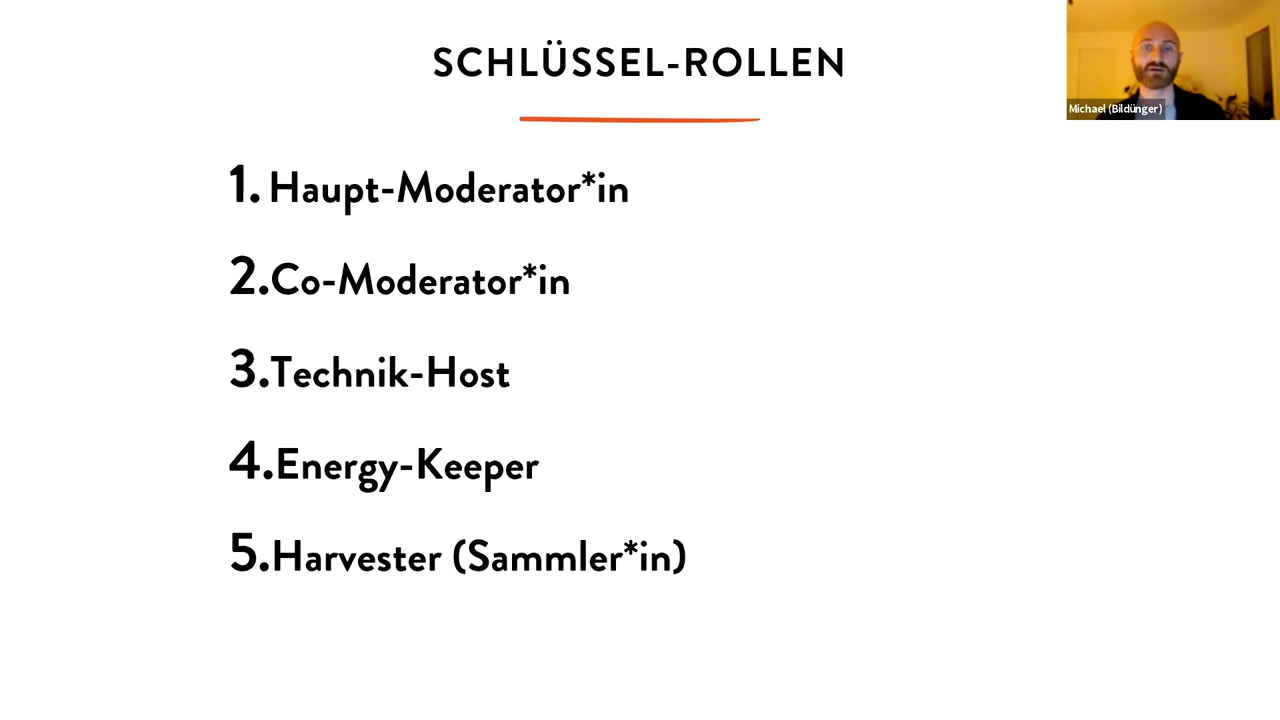 SCHLÜSSEL-ROLLEN
Michael (Bildünger)
1. Haupt-Moderator*in
2.Co-Moderator*in
3.Technik-Host
4.Energy-Keeper
5.Harvester (Sammler*in)